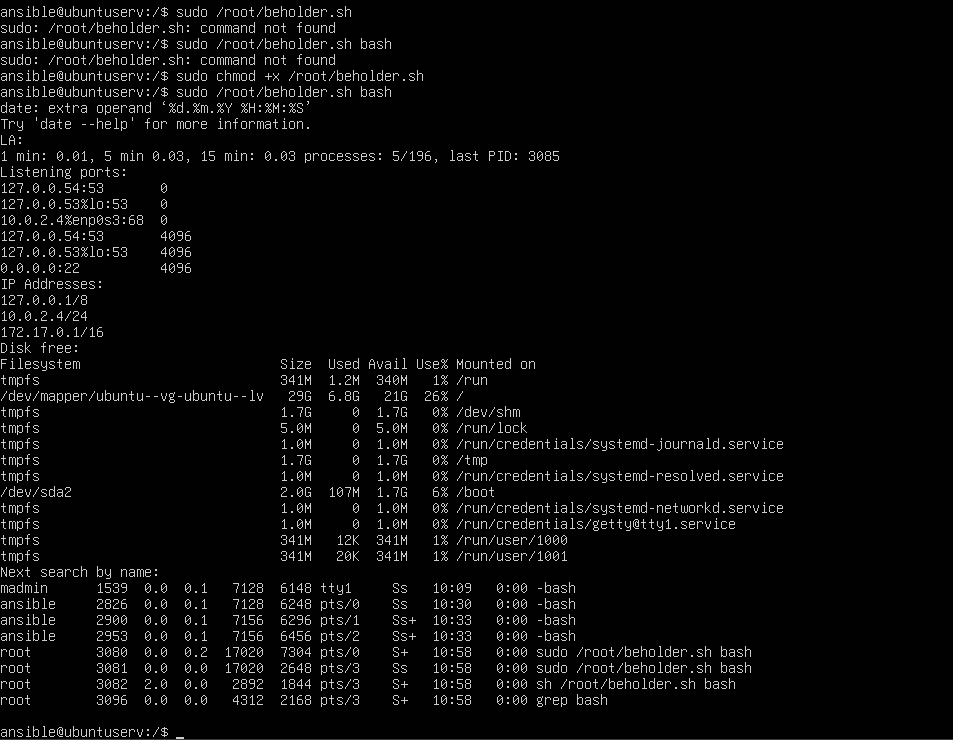 ansible@ubuntuserv:/$ sudo /root/beholder.sh
sudo: /root/beholder.sh: command not found
ansible@ubuntuserv:/$ sudo /root/beholder.sh bash
sudo: /root/beholder.sh: command not found
ansible@ubuntuserv:/$ sudo chmod +x /root/beholder.sh
ansible@ubuntuserv:/$ sudo /root/beholder.sh bash
date: extra operand ‘%d.%m.%Y %H:%M:%S’
Try 'date --help' for more information.
LA:
1 min: 0.01, 5 min 0.03, 15 min: 0.03 processes: 5/196, last PID: 3085
Listening ports:
127.0.0.54:53       0
127.0.0.53%lo:53    0
10.0.2.4%enp0s3:68  0
127.0.0.54:53       4096
127.0.0.53%lo:53    4096
0.0.0.0:22          4096
IP Addresses:
127.0.0.1/8
10.0.2.4/24
172.17.0.1/16
Disk free:
Filesystem                         Size  Used Avail Use% Mounted on
tmpfs                              341M  1.2M  340M   1% /run
/dev/mapper/ubuntu--vg-ubuntu--lv   29G  6.8G   21G  26% /
tmpfs                              1.7G     0  1.7G   0% /dev/shm
tmpfs                              5.0M     0  5.0M   0% /run/lock
tmpfs                              1.0M     0  1.0M   0% /run/credentials/systemd-journald.service
tmpfs                              1.7G     0  1.7G   0% /tmp
tmpfs                              1.0M     0  1.0M   0% /run/credentials/systemd-resolved.service
/dev/sda2                          2.0G  107M  1.7G   6% /boot
tmpfs                              1.0M     0  1.0M   0% /run/credentials/systemd-networkd.service
tmpfs                              1.0M     0  1.0M   0% /run/credentials/getty@tty1.service
tmpfs                              341M   12K  341M   1% /run/user/1000
tmpfs                              341M   20K  341M   1% /run/user/1001
Next search by name:
madmin      1539  0.0  0.1   7128  6148 tty1     Ss   10:09   0:00 -bash
ansible     2826  0.0  0.1   7128  6248 pts/0    Ss   10:30   0:00 -bash
ansible     2900  0.0  0.1   7156  6296 pts/1    Ss+  10:33   0:00 -bash
ansible     2953  0.0  0.1   7156  6456 pts/2    Ss+  10:33   0:00 -bash
root        3080  0.0  0.2  17020  7304 pts/0    S+   10:58   0:00 sudo /root/beholder.sh bash
root        3081  0.0  0.0  17020  2648 pts/3    Ss   10:58   0:00 sudo /root/beholder.sh bash
root        3082  2.0  0.0   2892  1844 pts/3    S+   10:58   0:00 sh /root/beholder.sh bash
root        3096  0.0  0.0   4312  2168 pts/3    S+   10:58   0:00 grep bash
ansible@ubuntuserv:/$ _